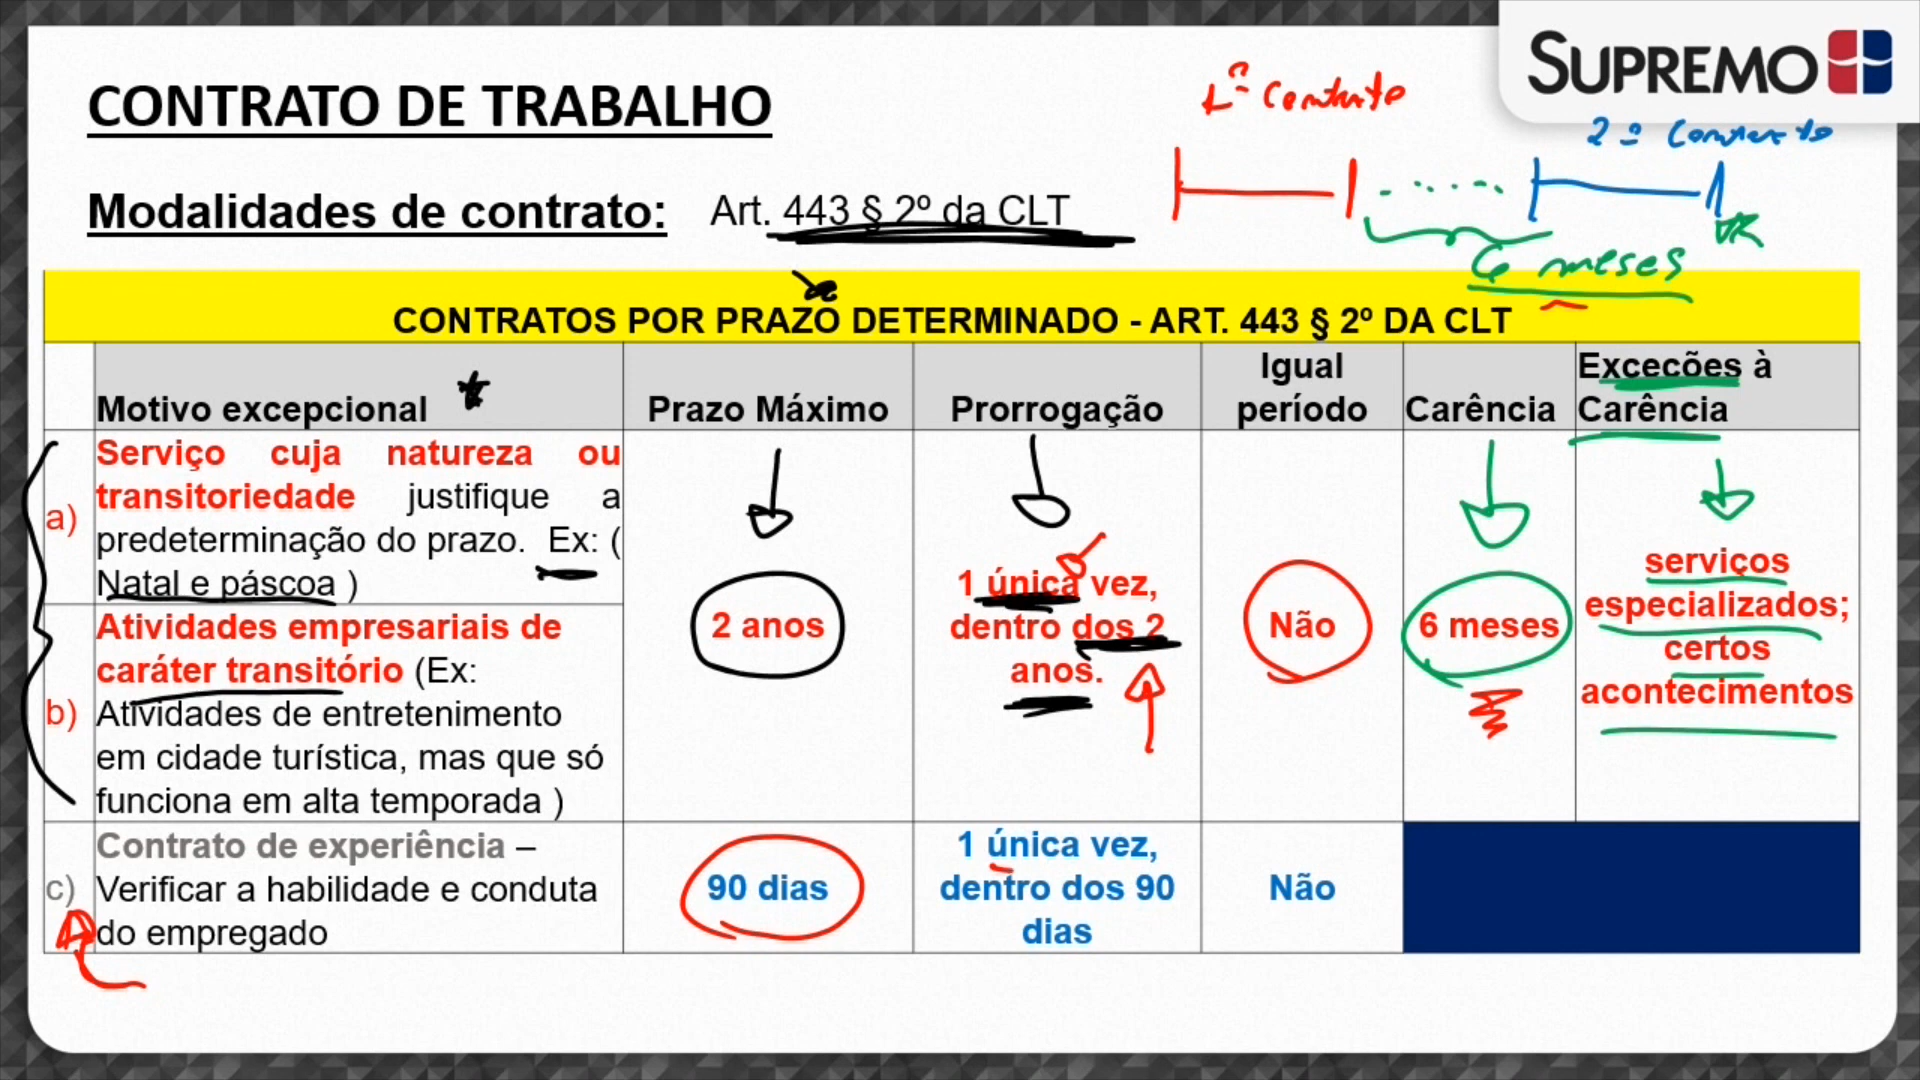 SUPREMO
CONTRATO DE TRABALHO
1º Contrato
2º Contrato
Modalidades de contrato: Art. 443 § 2º da CLT
6 meses
CONTRATOS POR PRAZO DETERMINADO - ART. 443 § 2º DA CLT
Motivo excepcional
Prazo Máximo
Prorrogação
Igual
período
Carência
Exceções à
Carência
a)
Serviço cuja natureza ou
transitoriedade justifique a
predeterminação do prazo. Ex: (
Natal e páscoa )
b)
Atividades empresariais de
caráter transitório (Ex:
Atividades de entretenimento
em cidade turística, mas que só
funciona em alta temporada )
2 anos
1 única vez,
dentro dos 2
anos.
Não
6 meses
serviços
especializados;
certos
acontecimentos
c)
Contrato de experiência –
Verificar a habilidade e conduta
do empregado
90 dias
1 única vez,
dentro dos 90
dias
Não